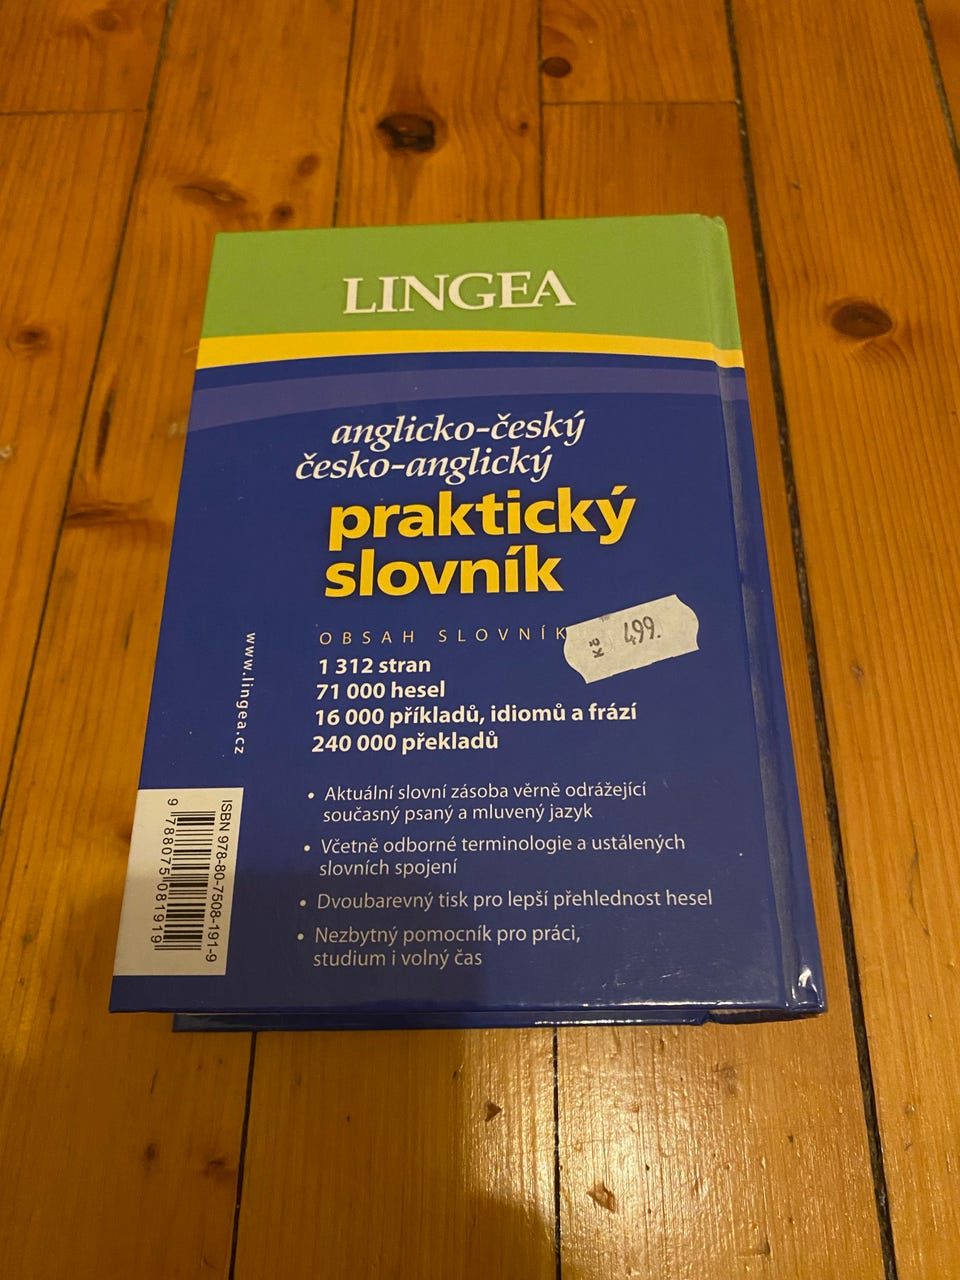 LINGEA
anglicko-český
česko-anglický
praktický
slovník
OBSAH SLOVNÍK
Kč 499.
1 312 stran
71 000 hesel
16 000 příkladů, idiomů a frází
240 000 překladů
• Aktuální slovní zásoba věrně odrážející
současný psaný a mluvený jazyk
• Včetně odborné terminologie a ustálených
slovních spojení
• Dvoubarevný tisk pro lepší přehlednost hesel
• Nezbytný pomocník pro práci,
studium i volný čas
www.lingea.cz
ISBN 978-80-7508-191-9
9 788075 081919